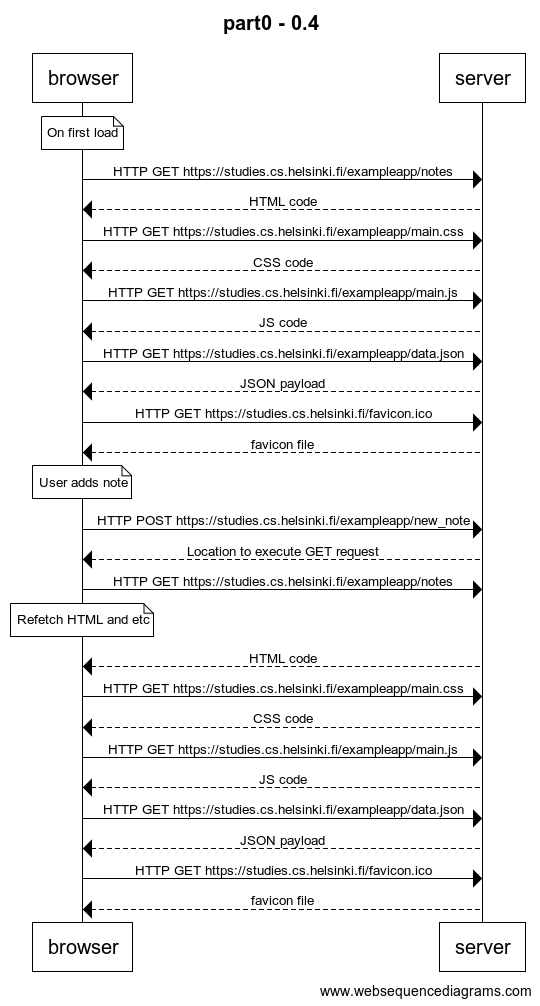 part0 - 0.4
browser server
On first load
HTTP GET https://studies.cs.helsinki.fi/exampleapp/notes
HTML code
HTTP GET https://studies.cs.helsinki.fi/exampleapp/main.css
CSS code
HTTP GET https://studies.cs.helsinki.fi/exampleapp/main.js
JS code
HTTP GET https://studies.cs.helsinki.fi/exampleapp/data.json
JSON payload
HTTP GET https://studies.cs.helsinki.fi/favicon.ico
favicon file
User adds note
HTTP POST https://studies.cs.helsinki.fi/exampleapp/new_note
Location to execute GET request
HTTP GET https://studies.cs.helsinki.fi/exampleapp/notes
Refetch HTML and etc
HTML code
HTTP GET https://studies.cs.helsinki.fi/exampleapp/main.css
CSS code
HTTP GET https://studies.cs.helsinki.fi/exampleapp/main.js
JS code
HTTP GET https://studies.cs.helsinki.fi/exampleapp/data.json
JSON payload
HTTP GET https://studies.cs.helsinki.fi/favicon.ico
favicon file
browser server
www.websequencediagrams.com